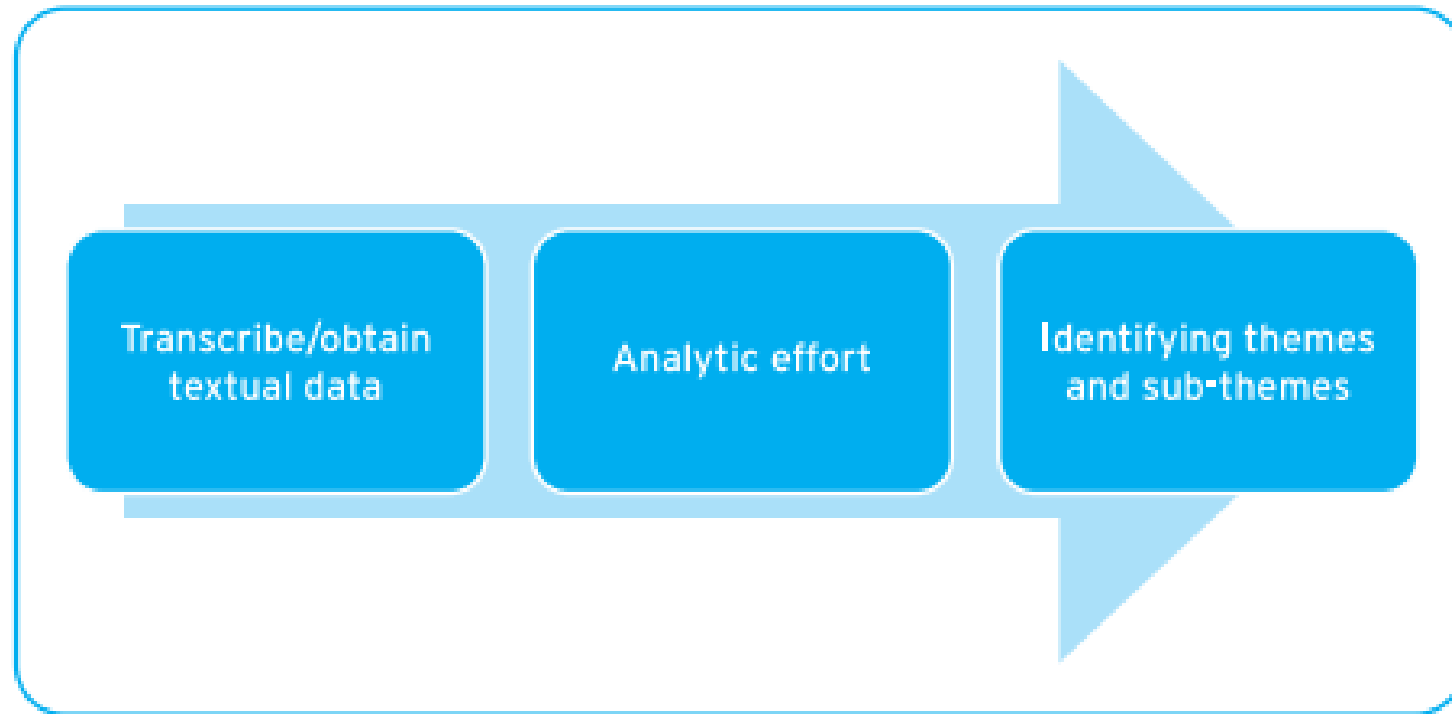 Transcribe/obtain
textual data
Analytic effort
Identifying themes
and sub-themes